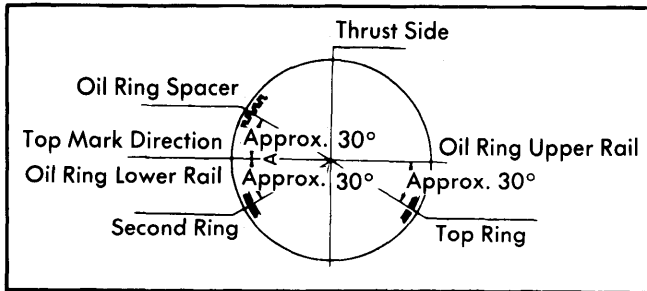 Thrust Side
Oil Ring Spacer
Top Mark Direction
Approx. 30°
Oil Ring Upper Rail
A
Oil Ring Lower Rail
Approx. 30°
Approx. 30°
Second Ring
Top Ring